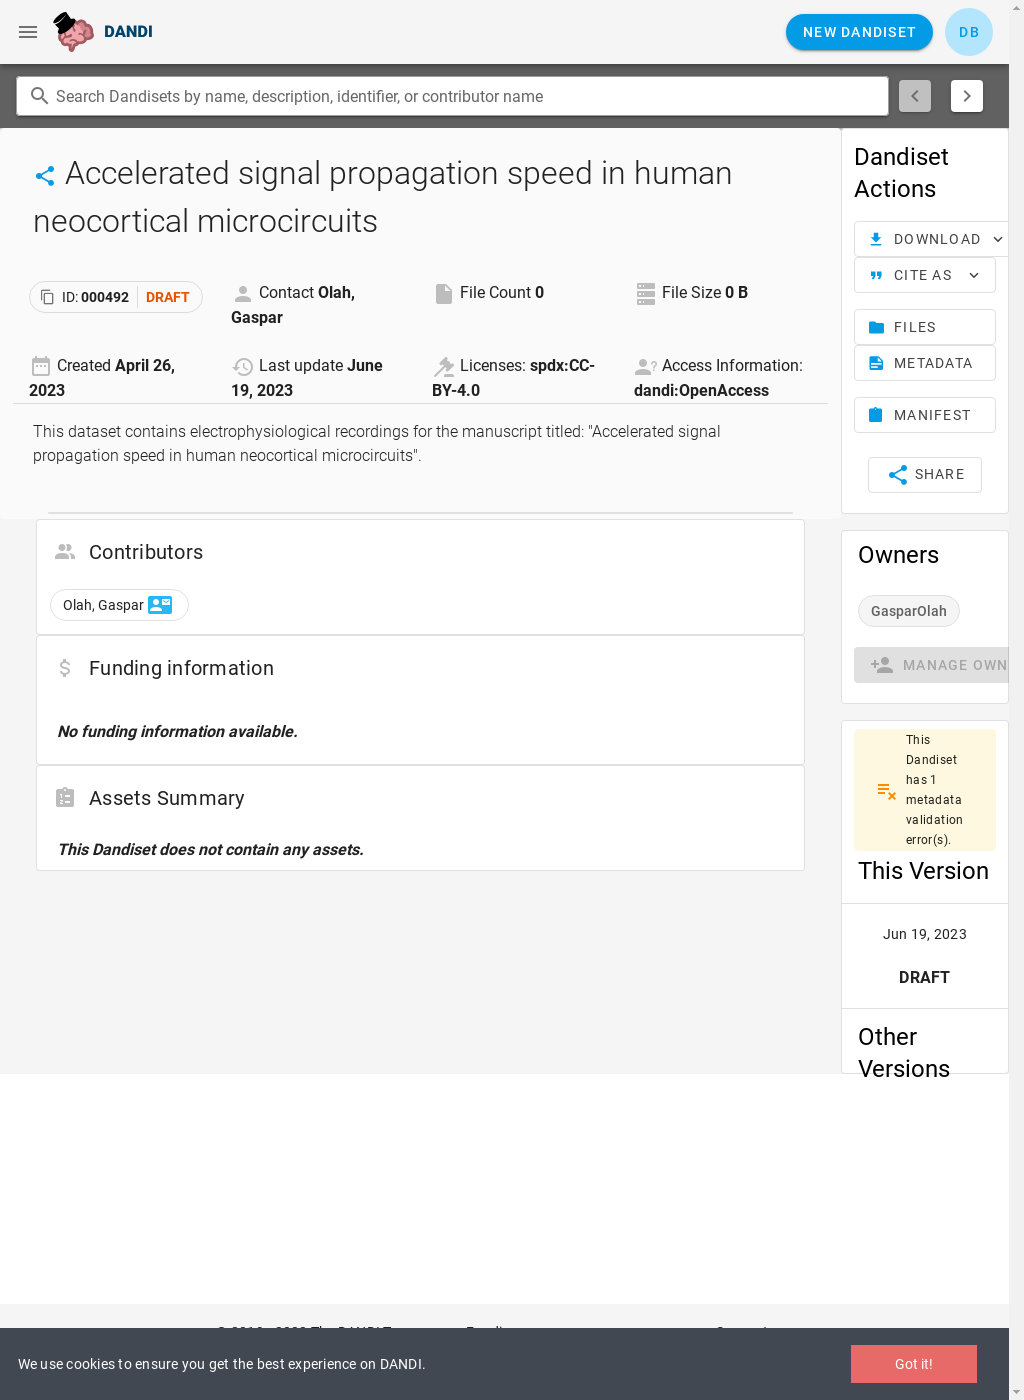 DANDI
NEW DANDISET
DB
Search Dandisets by name, description, identifier, or contributor name
Accelerated signal propagation speed in human
neocortical microcircuits
ID: 000492 DRAFT
Contact Olah,
Gaspar
File Count 0
File Size 0 B
Created April 26,
2023
Last update June
19, 2023
Licenses: spdx:CC-
BY-4.0
Access Information:
dandi:OpenAccess
This dataset contains electrophysiological recordings for the manuscript titled: "Accelerated signal
propagation speed in human neocortical microcircuits".
Contributors
Olah, Gaspar
Funding information
No funding information available.
Assets Summary
This Dandiset does not contain any assets.
Dandiset
Actions
DOWNLOAD
CITE AS
FILES
METADATA
MANIFEST
SHARE
Owners
GasparOlah
MANAGE OWN
This
Dandiset
has 1
metadata
validation
error(s).
This Version
Jun 19, 2023
DRAFT
Other
Versions
We use cookies to ensure you get the best experience on DANDI.
Got it!